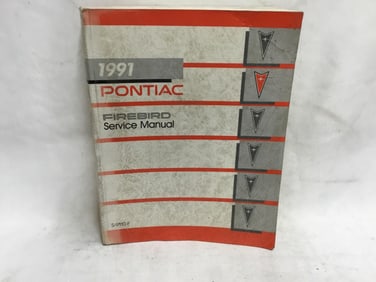 1991
PONTIAC
FIREBIRD
Service Manual